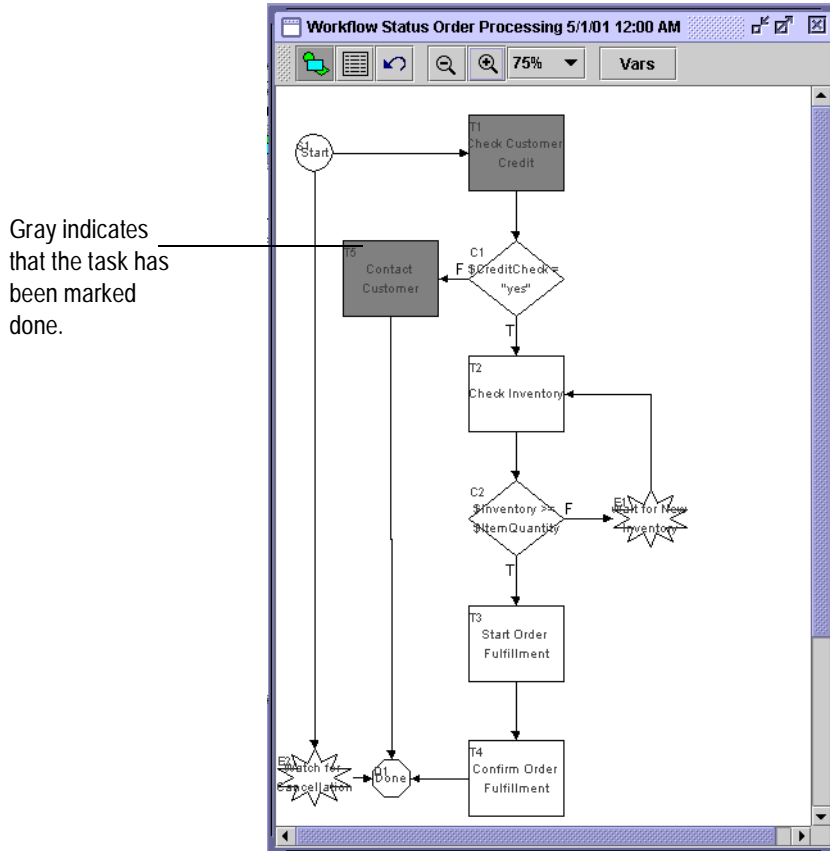 Workflow Status Order Processing 5/1/01 12:00 AM
75%
Vars
S1
Start
T1
Check Customer
Credit
Gray indicates
that the task has
been marked
done.
T5
Contact
Customer
F
C1
$CreditCheck =
"yes"
T
T2
Check Inventory
C2
$Inventory >=
$ItemQuantity
F
E1
Wait for New
Inventory
T
T3
Start Order
Fulfillment
E2
Watch for
Cancellation
D1
Done
T4
Confirm Order
Fulfillment